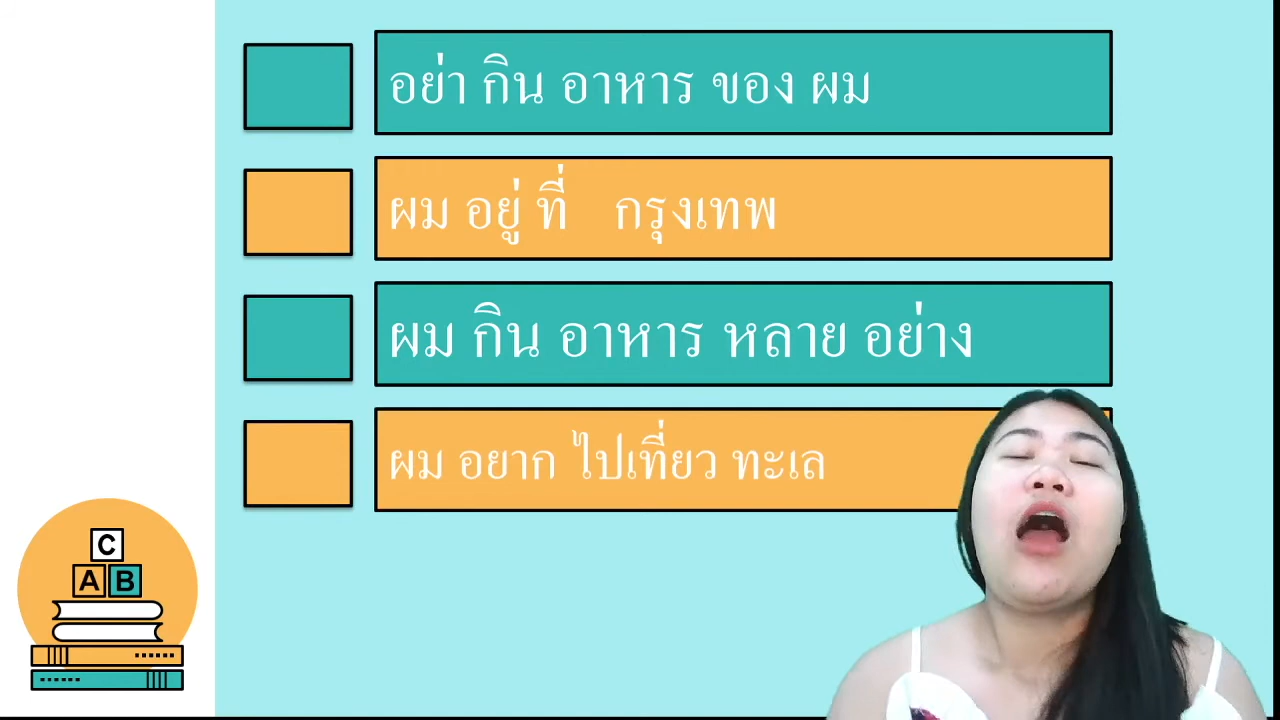 อย่า กิน อาหาร ของ ผม
ผม อยู่ ที่ กรุงเทพ
ผม กิน อาหาร หลาย อย่าง
ผม อยาก ไปเที่ยว ทะเล
C
A B